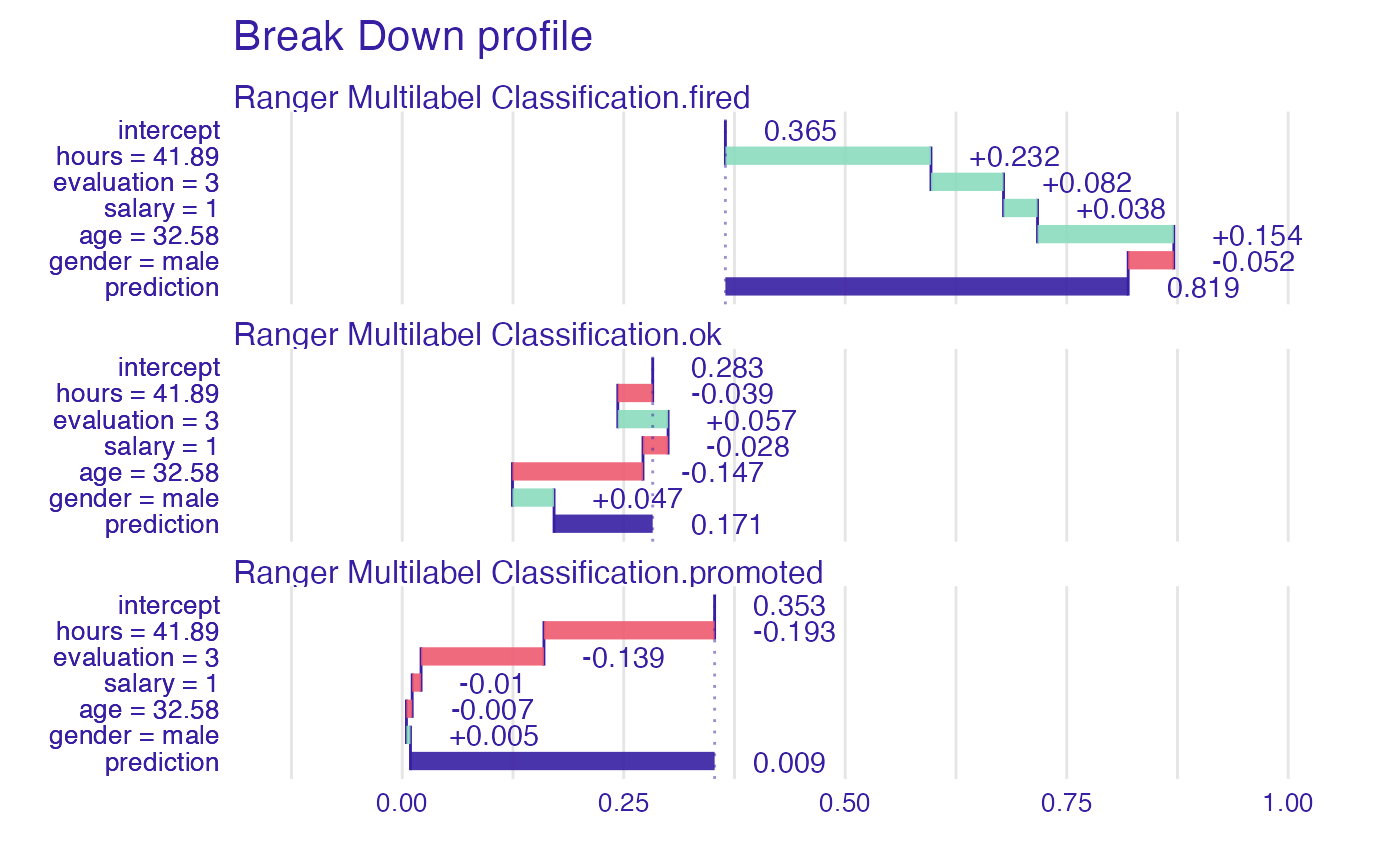 Break Down profile
Ranger Multilabel Classification.fired
intercept 0.365
hours = 41.89 +0.232
evaluation = 3 +0.082
salary = 1 +0.038
age = 32.58 +0.154
gender = male -0.052
prediction 0.819
Ranger Multilabel Classification.ok
intercept 0.283
hours = 41.89 -0.039
evaluation = 3 +0.057
salary = 1 -0.028
age = 32.58 -0.147
gender = male +0.047
prediction 0.171
Ranger Multilabel Classification.promoted
intercept 0.353
hours = 41.89 -0.193
evaluation = 3 -0.139
salary = 1 -0.01
age = 32.58 -0.007
gender = male +0.005
prediction 0.009
0.00 0.25 0.50 0.75 1.00